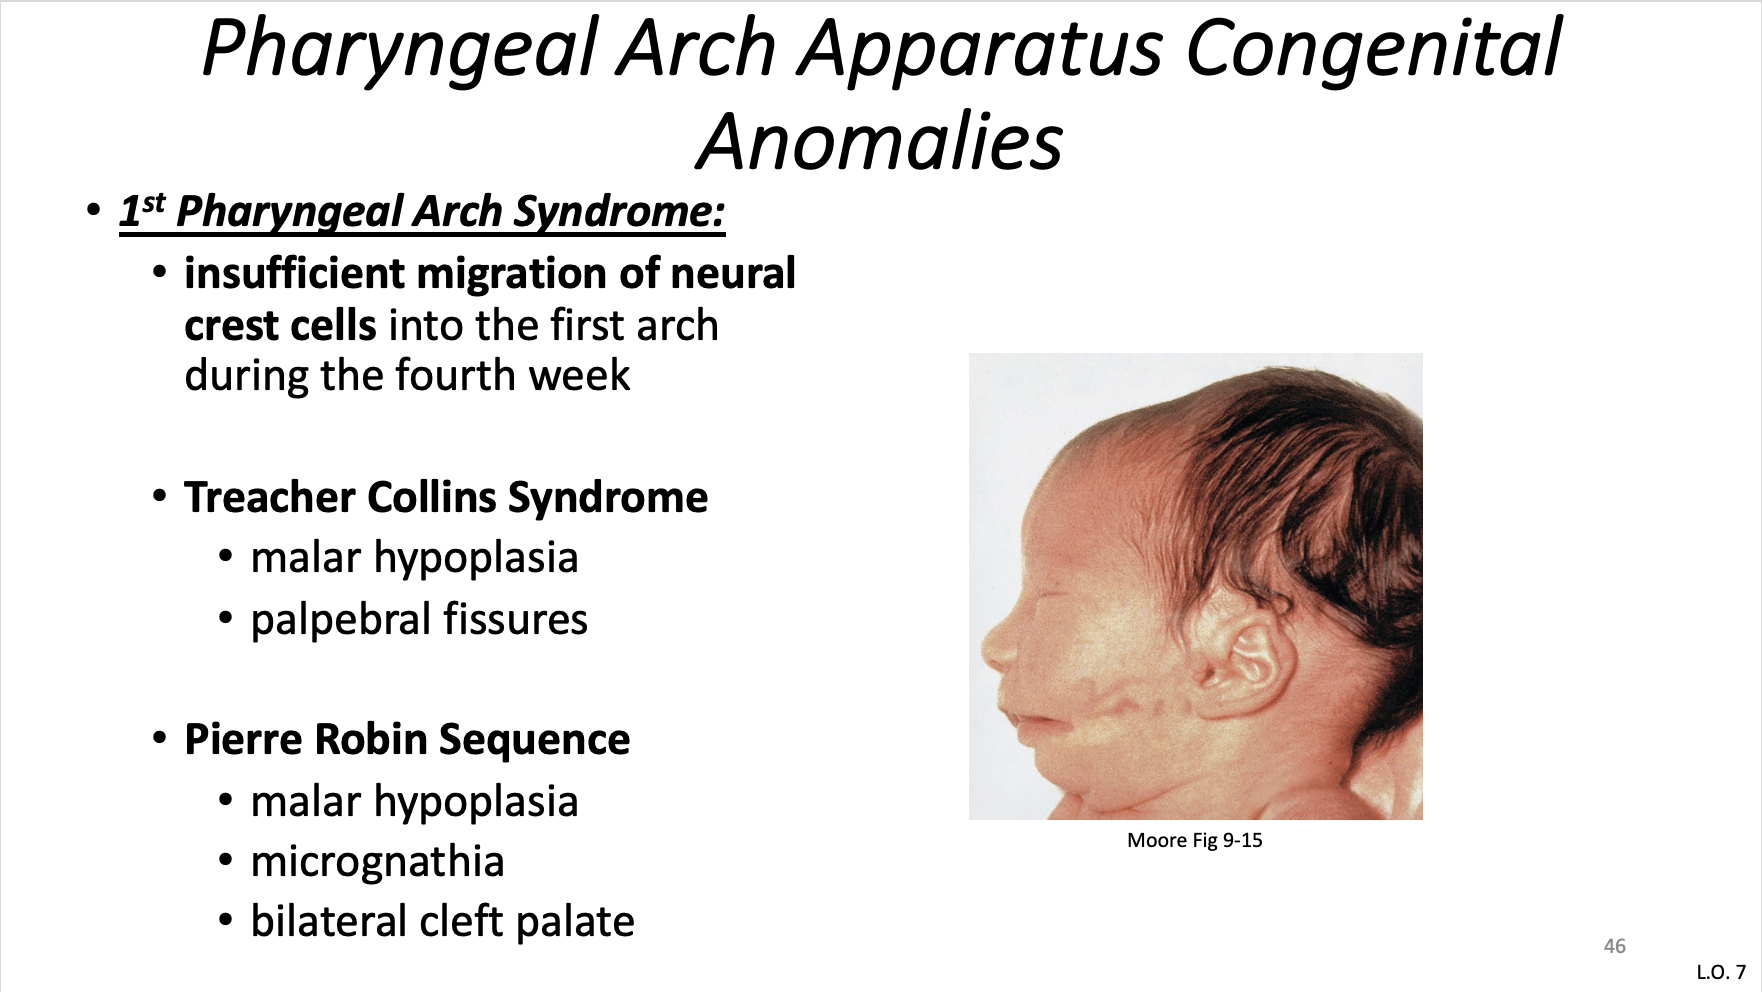 Pharyngeal Arch Apparatus Congenital
Anomalies
• 1st Pharyngeal Arch Syndrome:
• insufficient migration of neural
crest cells into the first arch
during the fourth week
• Treacher Collins Syndrome
• malar hypoplasia
• palpebral fissures
• Pierre Robin Sequence
• malar hypoplasia
• micrognathia
• bilateral cleft palate
Moore Fig 9-15
46
L.O. 7